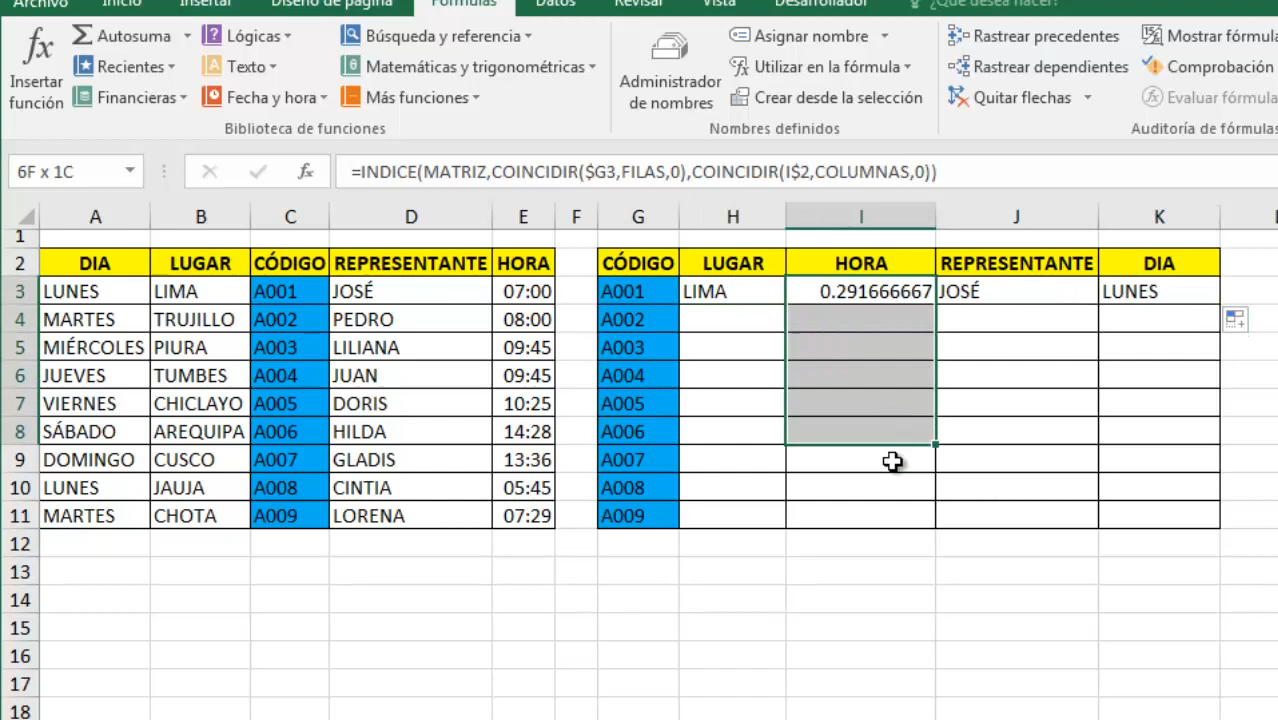 Archivo Inicio Insertar Diseño de página Fórmulas Datos Revisar Vista Desarrollador ¿Qué desea hacer?
fx Insertar función
Autosuma
Recientes
Financieras
Lógicas
Texto
Fecha y hora
Búsqueda y referencia
Matemáticas y trigonométricas
Más funciones
Biblioteca de funciones
Administrador de nombres
Asignar nombre
Utilizar en la fórmula
Crear desde la selección
Nombres definidos
Rastrear precedentes
Rastrear dependientes
Quitar flechas
Mostrar fórmula
Comprobación
Evaluar fórmula
Auditoría de fórmulas
6F x 1C fx =INDICE(MATRIZ,COINCIDIR($G3,FILAS,0),COINCIDIR(I$2,COLUMNAS,0))
A B C D E F G H I J K
1
2 DIA LUGAR CÓDIGO REPRESENTANTE HORA CÓDIGO LUGAR HORA REPRESENTANTE DIA
3 LUNES LIMA A001 JOSÉ 07:00 A001 LIMA 0.291666667 JOSÉ LUNES
4 MARTES TRUJILLO A002 PEDRO 08:00 A002
5 MIÉRCOLES PIURA A003 LILIANA 09:45 A003
6 JUEVES TUMBES A004 JUAN 09:45 A004
7 VIERNES CHICLAYO A005 DORIS 10:25 A005
8 SÁBADO AREQUIPA A006 HILDA 14:28 A006
9 DOMINGO CUSCO A007 GLADIS 13:36 A007
10 LUNES JAUJA A008 CINTIA 05:45 A008
11 MARTES CHOTA A009 LORENA 07:29 A009
12
13
14
15
16
17
18